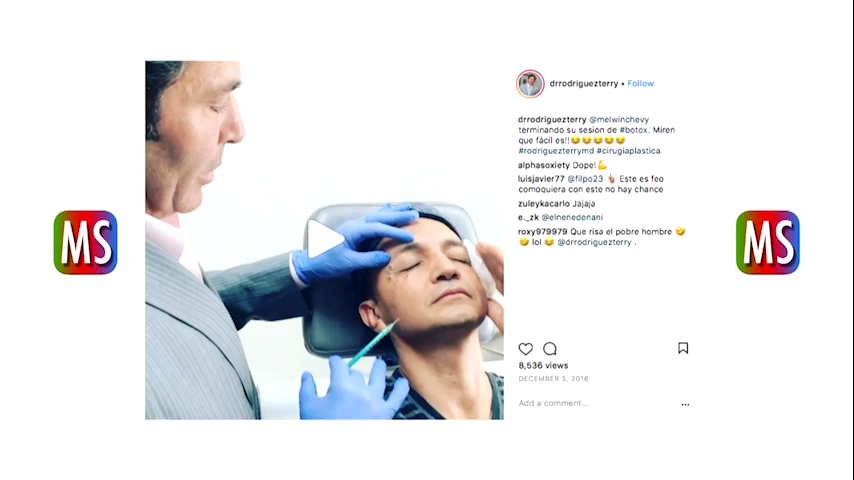 drrodriguezterry • Follow
drrodriguezterry @melwinchevy
terminando su sesion de #botox. Miren
que fácil es!!😂😂😂😂😂
#rodriguezterrymd #cirugiaplastica
alphasoxiety Dope!💪
luisjavier77 @filpo23 ☝🏽 Este es feo
comoquiera con este no hay chance
zuleykacarlo Jajaja
e._zk @elnenedenani
roxy979979 Que risa el pobre hombre 🤣
🤣 lol 😂 @drrodriguezterry .
8,536 views
DECEMBER 5, 2016
Add a comment...
MS
MS